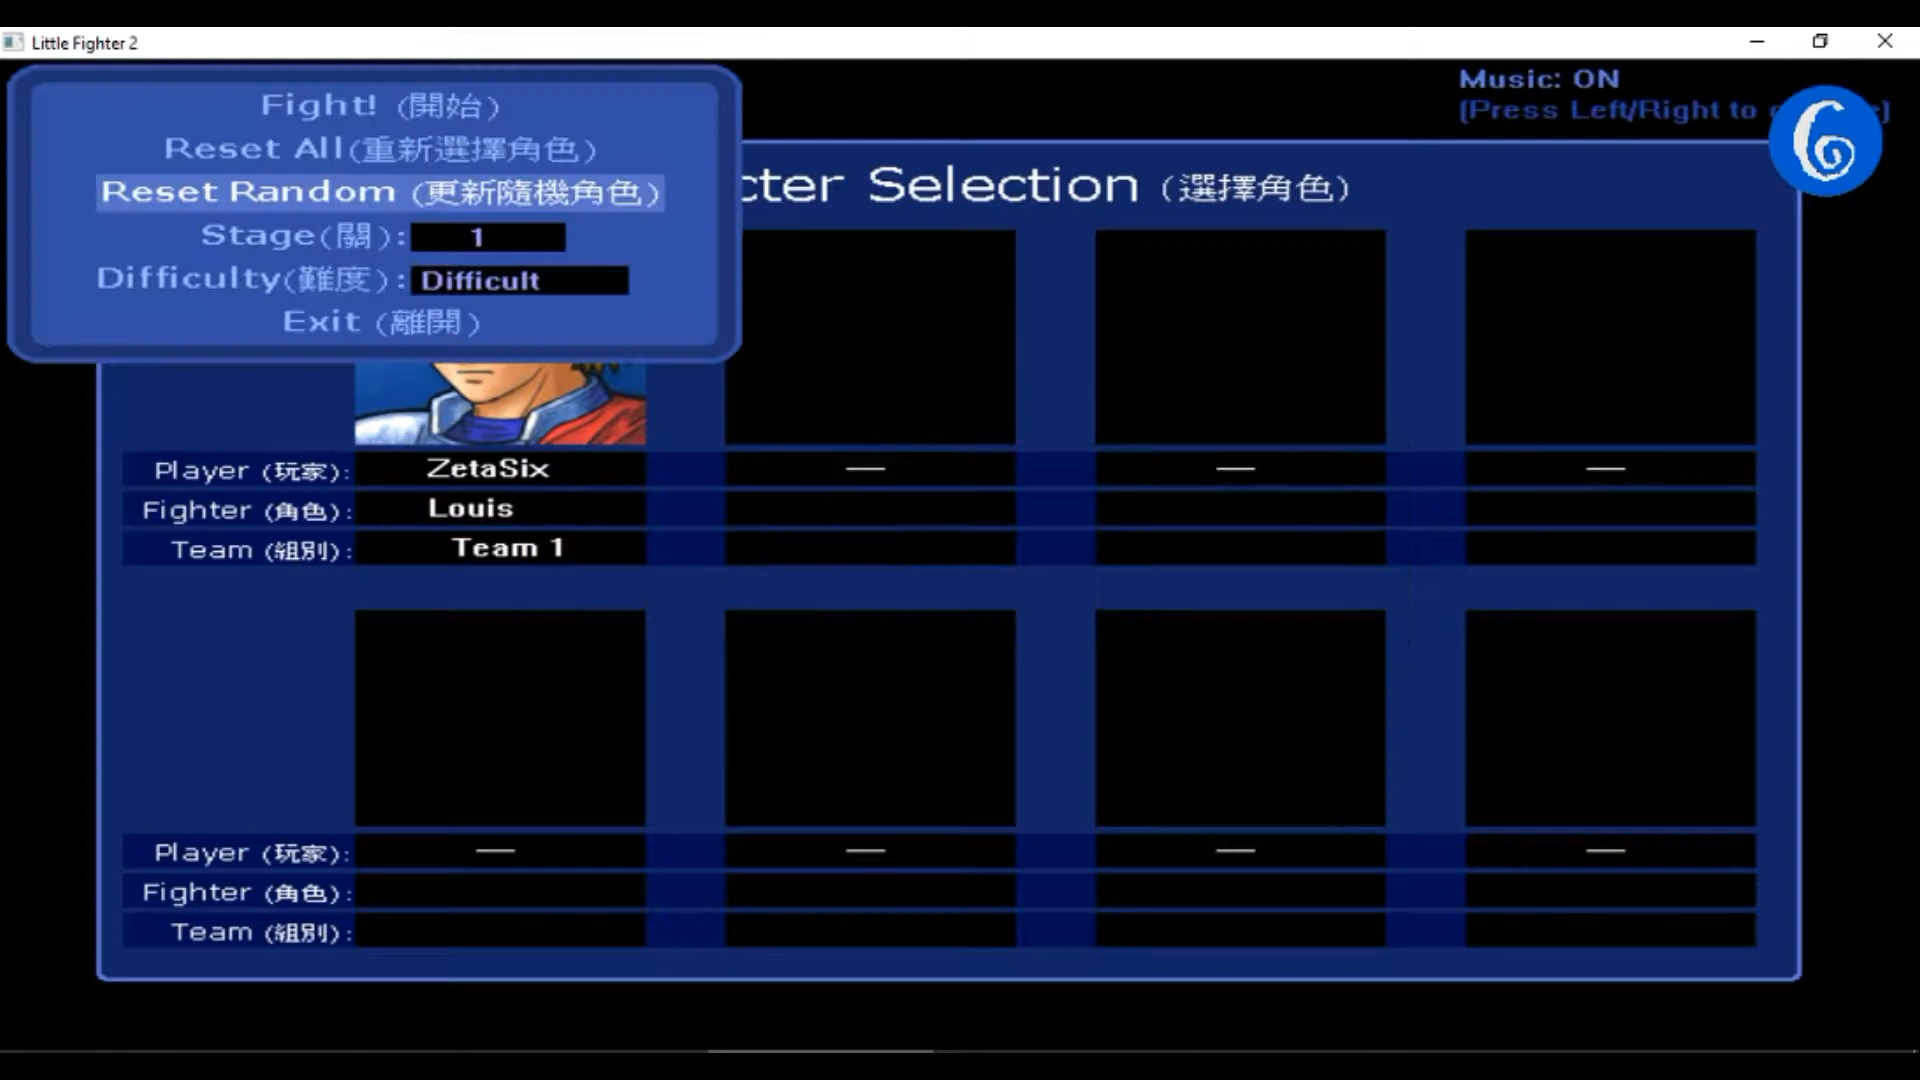 Little Fighter 2
Music: ON
[Press Left/Right to
Fight! (開始)
Reset All(重新選擇角色)
Reset Random (更新隨機角色)
Stage(關): 1
Difficulty(難度): Difficult
Exit (離開)
cter Selection (選擇角色)
Player (玩家): ZetaSix — — —
Fighter (角色): Louis
Team (組別): Team 1
Player (玩家): — — — —
Fighter (角色):
Team (組別):